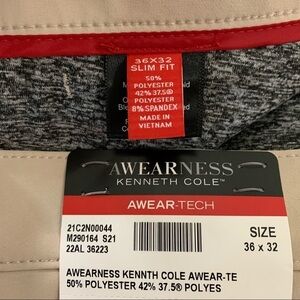 36X32
SLIM FIT
50%
POLYESTER
42% 37.5®
POLYESTER
8% SPANDEX
MADE IN
VIETNAM
AWEARNESS
KENNETH COLE™
AWEAR-TECH
21C2N00044
M290164 S21
22AL 36223
SIZE
36 x 32
AWEARNESS KENNTH COLE AWEAR-TE
50% POLYESTER 42% 37.5® POLYES